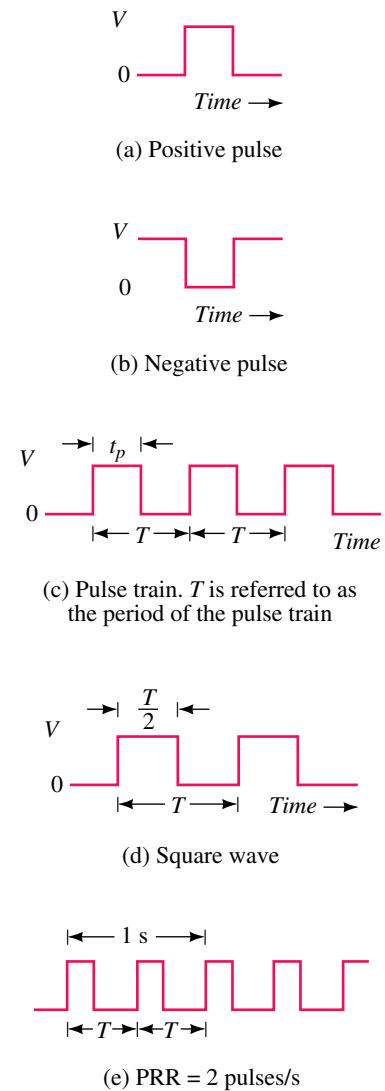 V
0
Time
(a) Positive pulse
V
0
Time
(b) Negative pulse
t_p
V
0
T T
Time
(c) Pulse train. T is referred to as
the period of the pulse train
T/2
V
0
T Time
(d) Square wave
1 s
T T
(e) PRR = 2 pulses/s